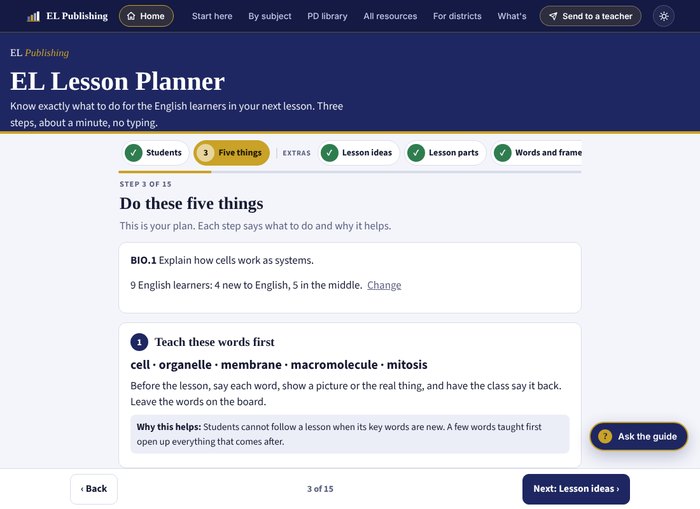 EL Publishing
Home
Start here
By subject
PD library
All resources
For districts
What's
Send to a teacher
EL Publishing
EL Lesson Planner
Know exactly what to do for the English learners in your next lesson. Three
steps, about a minute, no typing.
✓ Students
3 Five things
EXTRAS
✓ Lesson ideas
✓ Lesson parts
✓ Words and frame
STEP 3 OF 15
Do these five things
This is your plan. Each step says what to do and why it helps.
BIO.1 Explain how cells work as systems.
9 English learners: 4 new to English, 5 in the middle. Change
1 Teach these words first
cell · organelle · membrane · macromolecule · mitosis
Before the lesson, say each word, show a picture or the real thing, and have the class say it back.
Leave the words on the board.
Why this helps: Students cannot follow a lesson when its key words are new. A few words taught first
open up everything that comes after.
? Ask the guide
‹ Back
3 of 15
Next: Lesson ideas ›